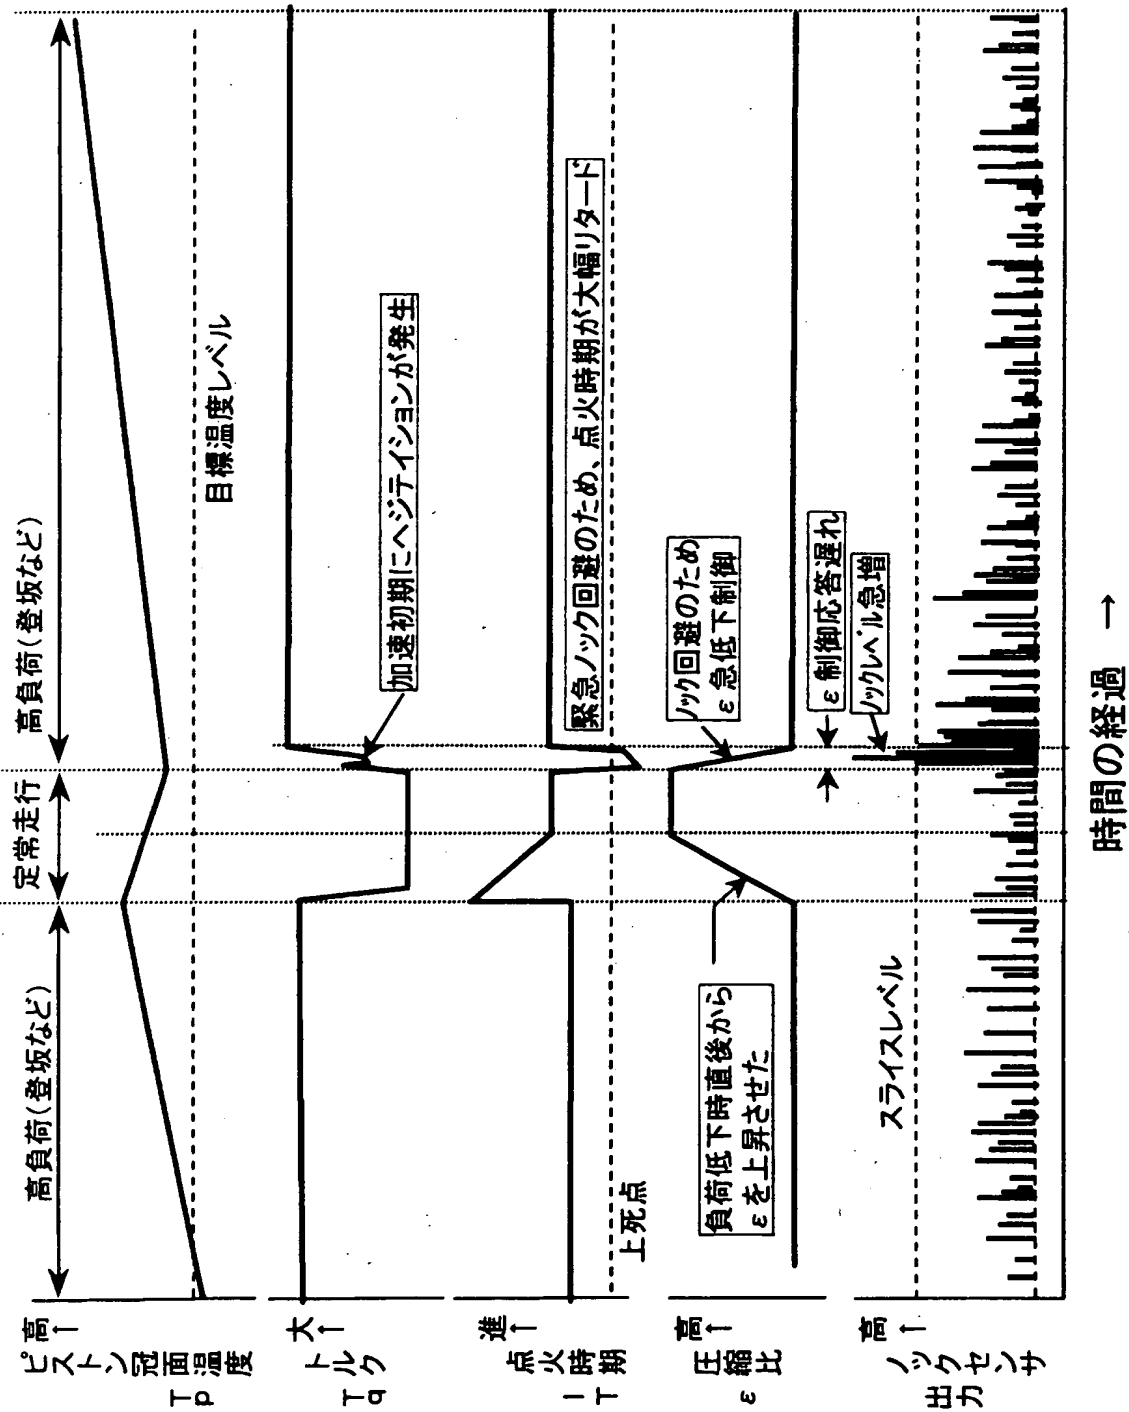 高負荷(登坂など)
定常走行
高負荷(登坂など)
高↑
ピストン冠面温度
Tp
目標温度レベル
大↑
トルク
Tq
加速初期にヘジテイションが発生
進↑
点火時期
IT
上死点
緊急ノック回避のため、点火時期が大幅リタード
高↑
圧縮比
ε
負荷低下時直後から
εを上昇させた
ノック回避のため
ε急低下制御
ε制御応答遅れ
ノックレベル急増
高↑
ノックセンサ
出力
スライスレベル
時間の経過 →